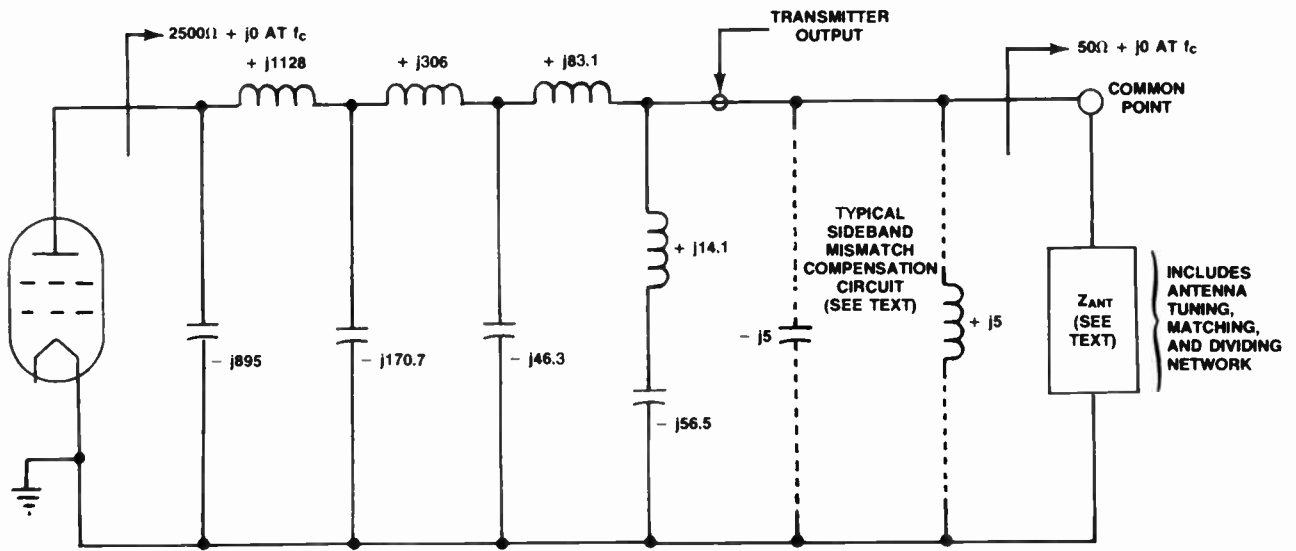 TRANSMITTER
OUTPUT
2500Ω + j0 AT fc
50Ω + j0 AT fc
+ j1128
+ j306
+ j83.1
COMMON
POINT
TYPICAL
SIDEBAND
MISMATCH
COMPENSATION
CIRCUIT
(SEE TEXT)
+ j14.1
- j895
- j170.7
- j46.3
- j56.5
- j5
+ j5
ZANT
(SEE
TEXT)
INCLUDES
ANTENNA
TUNING,
MATCHING,
AND DIVIDING
NETWORK